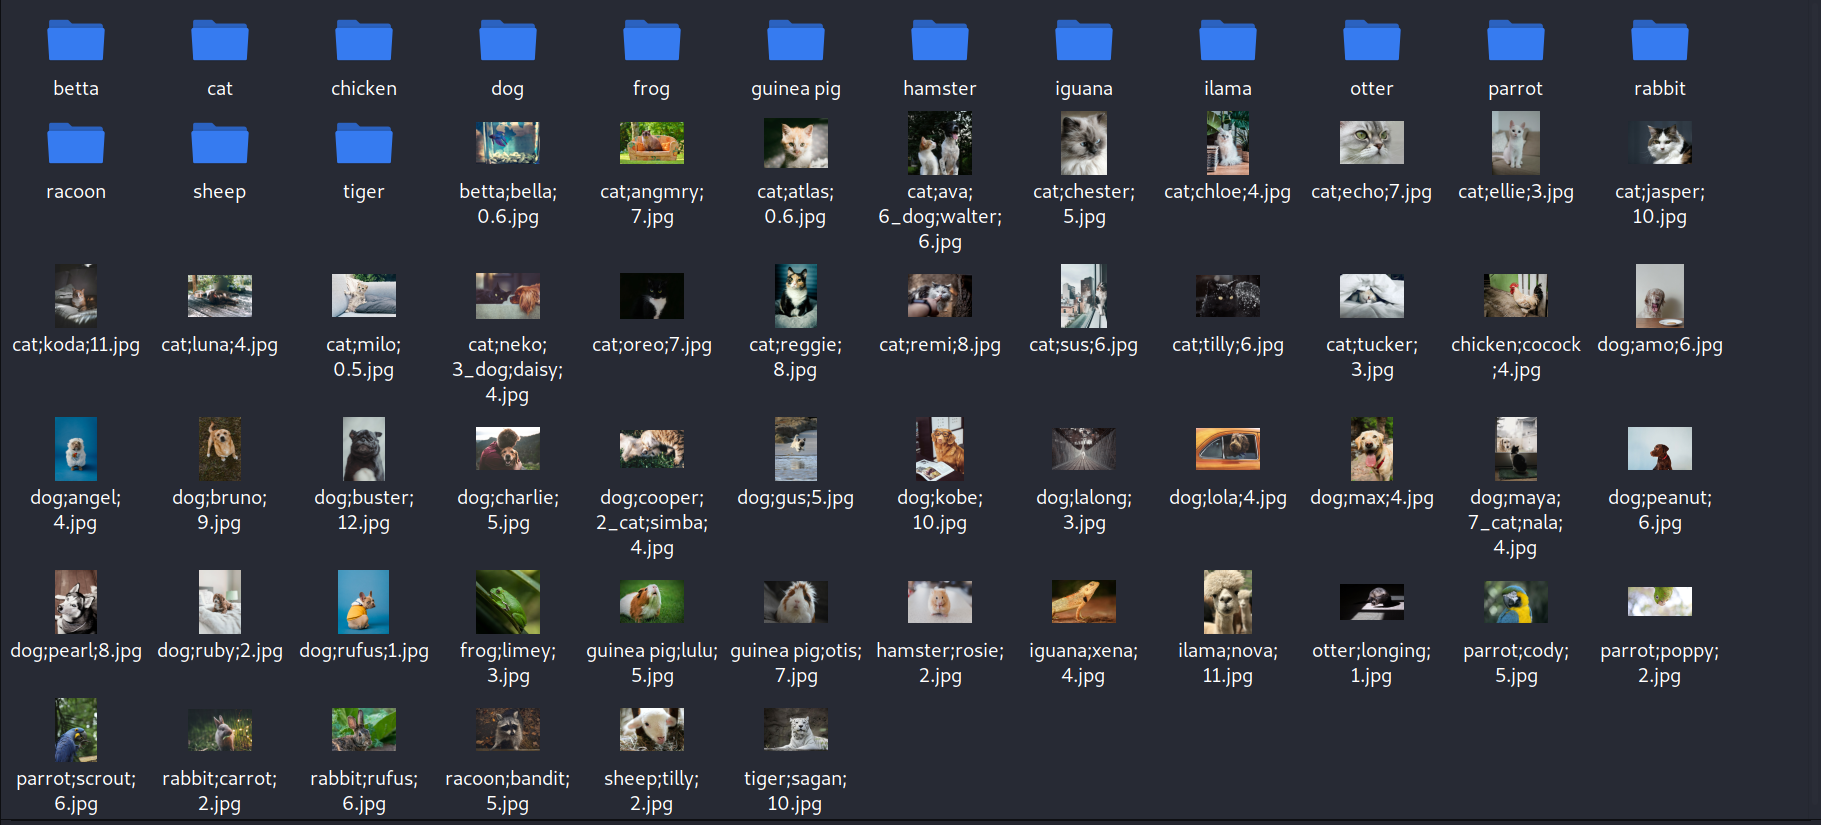 betta cat chicken dog frog guinea pig hamster iguana ilama otter parrot rabbit
racoon sheep tiger
betta;bella;
0.6.jpg
cat;angmry;
7.jpg
cat;atlas;
0.6.jpg
cat;ava;
6_dog;walter;
6.jpg
cat;chester;
5.jpg
cat;chloe;4.jpg
cat;echo;7.jpg
cat;ellie;3.jpg
cat;jasper;
10.jpg
cat;koda;11.jpg
cat;luna;4.jpg
cat;milo;
0.5.jpg
cat;neko;
3_dog;daisy;
4.jpg
cat;oreo;7.jpg
cat;reggie;
8.jpg
cat;remi;8.jpg
cat;sus;6.jpg
cat;tilly;6.jpg
cat;tucker;
3.jpg
chicken;cocock
;4.jpg
dog;amo;6.jpg
dog;angel;
4.jpg
dog;bruno;
9.jpg
dog;buster;
12.jpg
dog;charlie;
5.jpg
dog;cooper;
2_cat;simba;
4.jpg
dog;gus;5.jpg
dog;kobe;
10.jpg
dog;lalong;
3.jpg
dog;lola;4.jpg
dog;max;4.jpg
dog;maya;
7_cat;nala;
4.jpg
dog;peanut;
6.jpg
dog;pearl;8.jpg
dog;ruby;2.jpg
dog;rufus;1.jpg
frog;limey;
3.jpg
guinea pig;lulu;
5.jpg
guinea pig;otis;
7.jpg
hamster;rosie;
2.jpg
iguana;xena;
4.jpg
ilama;nova;
11.jpg
otter;longing;
1.jpg
parrot;cody;
5.jpg
parrot;poppy;
2.jpg
parrot;scrout;
6.jpg
rabbit;carrot;
2.jpg
rabbit;rufus;
6.jpg
racoon;bandit;
5.jpg
sheep;tilly;
2.jpg
tiger;sagan;
10.jpg